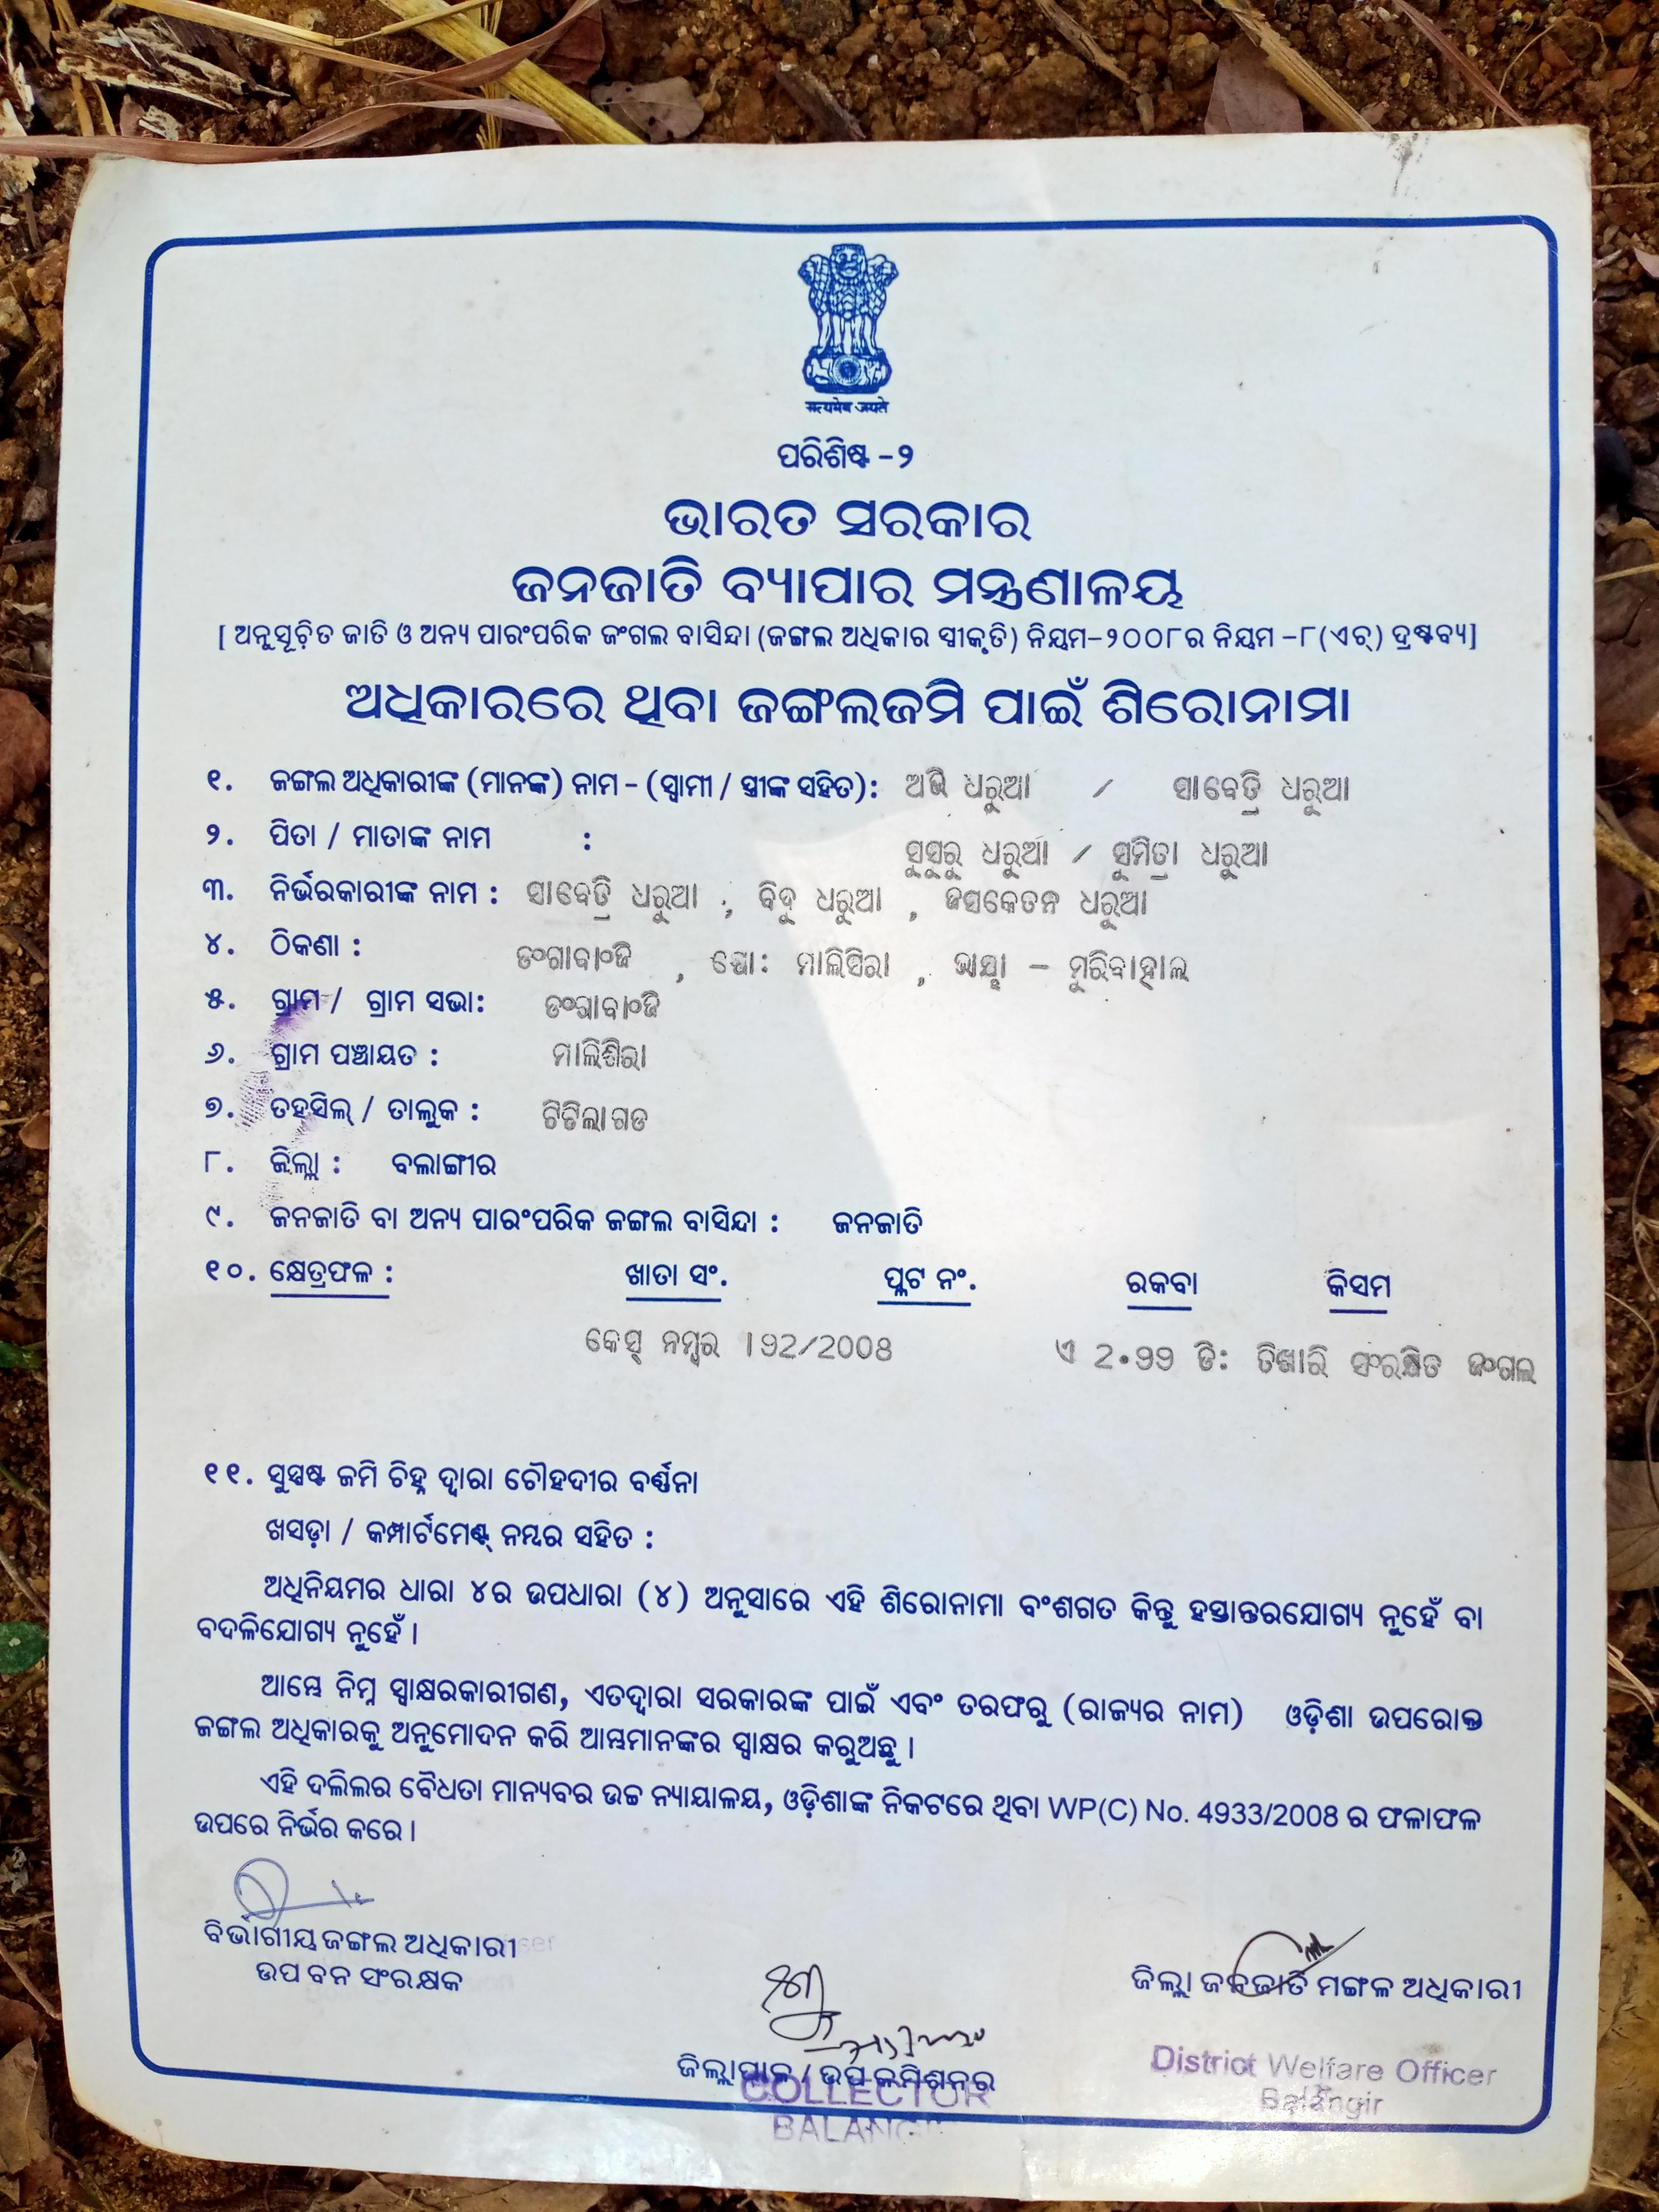 सत्यमेव जयते
ପରିଶିଷ୍ଟ -୨
ଭାରତ ସରକାର
ଜନଜାତି ବ୍ୟାପାର ମନ୍ତ୍ରଣାଳୟ
[ ଅନୁସୂଚିତ ଜାତି ଓ ଅନ୍ୟ ପାରଂପରିକ ଜଂଗଲ ବାସିନ୍ଦା (ଜଙ୍ଗଲ ଅଧିକାର ସ୍ୱୀକୃତି) ନିୟମ-୨୦୦୮ର ନିୟମ -୮(ଏଚ୍) ଦ୍ରଷ୍ଟବ୍ୟ]
ଅଧିକାରରେ ଥିବା ଜଙ୍ଗଲଜମି ପାଇଁ ଶିରୋନାମା
୧. ଜଙ୍ଗଲ ଅଧିକାରୀଙ୍କ (ମାନଙ୍କ) ନାମ - (ସ୍ୱାମୀ / ସ୍ତ୍ରୀଙ୍କ ସହିତ): ଅଭି ଧରୁଆ / ସାବେତ୍ରି ଧରୁଆ
୨. ପିତା / ମାତାଙ୍କ ନାମ : ସୁସୁରୁ ଧରୁଆ / ସୁମିତ୍ରା ଧରୁଆ
୩. ନିର୍ଭରକାରୀଙ୍କ ନାମ : ସାବେତ୍ରି ଧରୁଆ , ବିଦୁ ଧରୁଆ , ଜସକେତନ ଧରୁଆ
୪. ଠିକଣା : ଡଂଗାବାଂଜି , ପୋ: ମାଲିସିରା , ଭାୟା - ମୁରିବାହାଲ
୫. ଗ୍ରାମ / ଗ୍ରାମ ସଭା: ଡଂଗାବାଂଜି
୬. ଗ୍ରାମ ପଞ୍ଚାୟତ : ମାଲିଶିରା
୭. ତହସିଲ୍ / ତାଲୁକ : ଟିଟିଲାଗଡ
୮. ଜିଲ୍ଲା : ବଲାଙ୍ଗୀର
୯. ଜନଜାତି ବା ଅନ୍ୟ ପାରଂପରିକ ଜଙ୍ଗଲ ବାସିନ୍ଦା : ଜନଜାତି
୧୦. କ୍ଷେତ୍ରଫଳ : ଖାତା ସଂ. ପ୍ଲଟ ନଂ. ରକବା କିସମ
କେସ୍ ନମ୍ବର 192/2008 ଏ 2.99 ଡି: ତିଖାରି ସଂରକ୍ଷିତ ଜଂଗଲ
୧୧. ସୁସ୍ପଷ୍ଟ ଜମି ଚିହ୍ନ ଦ୍ୱାରା ଚୌହଦୀର ବର୍ଣ୍ଣନା
ଖସଡ଼ା / କମ୍ପାର୍ଟମେଣ୍ଟ୍ ନମ୍ବର ସହିତ :
ଅଧିନିୟମର ଧାରା ୪ର ଉପଧାରା (୪) ଅନୁସାରେ ଏହି ଶିରୋନାମା ବଂଶଗତ କିନ୍ତୁ ହସ୍ତାନ୍ତରଯୋଗ୍ୟ ନୁହେଁ ବା
ବଦଳିଯୋଗ୍ୟ ନୁହେଁ ।
ଆମ୍ଭେ ନିମ୍ନ ସ୍ୱାକ୍ଷରକାରୀଗଣ, ଏତଦ୍ୱାରା ସରକାରଙ୍କ ପାଇଁ ଏବଂ ତରଫରୁ (ରାଜ୍ୟର ନାମ) ଓଡ଼ିଶା ଉପରୋକ୍ତ
ଜଙ୍ଗଲ ଅଧିକାରକୁ ଅନୁମୋଦନ କରି ଆମ୍ଭମାନଙ୍କର ସ୍ୱାକ୍ଷର କରୁଅଛୁ ।
ଏହି ଦଲିଲର ବୈଧତା ମାନ୍ୟବର ଉଚ୍ଚ ନ୍ୟାୟାଳୟ, ଓଡ଼ିଶାଙ୍କ ନିକଟରେ ଥିବା WP(C) No. 4933/2008 ର ଫଳାଫଳ
ଉପରେ ନିର୍ଭର କରେ ।
ବିଭାଗୀୟ ଜଙ୍ଗଲ ଅଧିକାରୀ
ଉପ ବନ ସଂରକ୍ଷକ
ଜିଲ୍ଲା ଜନଜାତି ମଙ୍ଗଳ ଅଧିକାରୀ
ଜିଲ୍ଲାପାଳ / ଉପ କମିଶନର
District Welfare Officer
Balangir
COLLECTOR